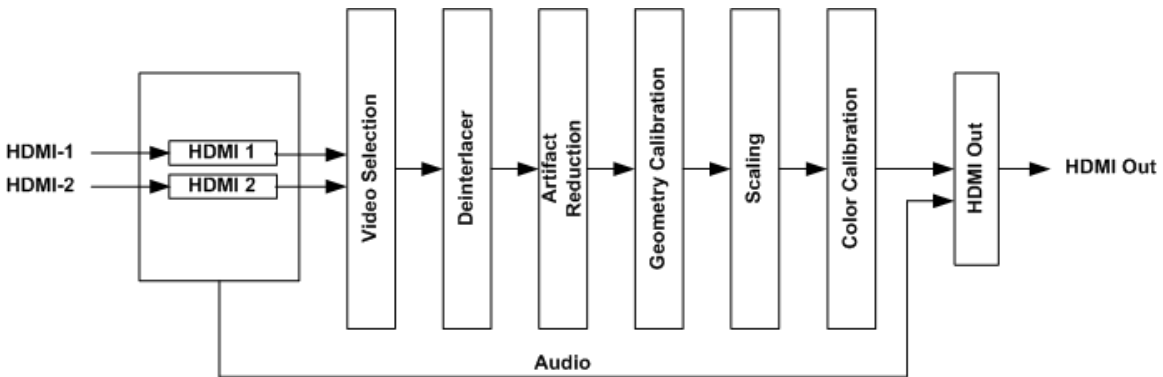 HDMI-1
HDMI 1
HDMI-2
HDMI 2
Video Selection
Deinterlacer
Artifact
Reduction
Geometry Calibration
Scaling
Color Calibration
HDMI Out
HDMI Out
Audio